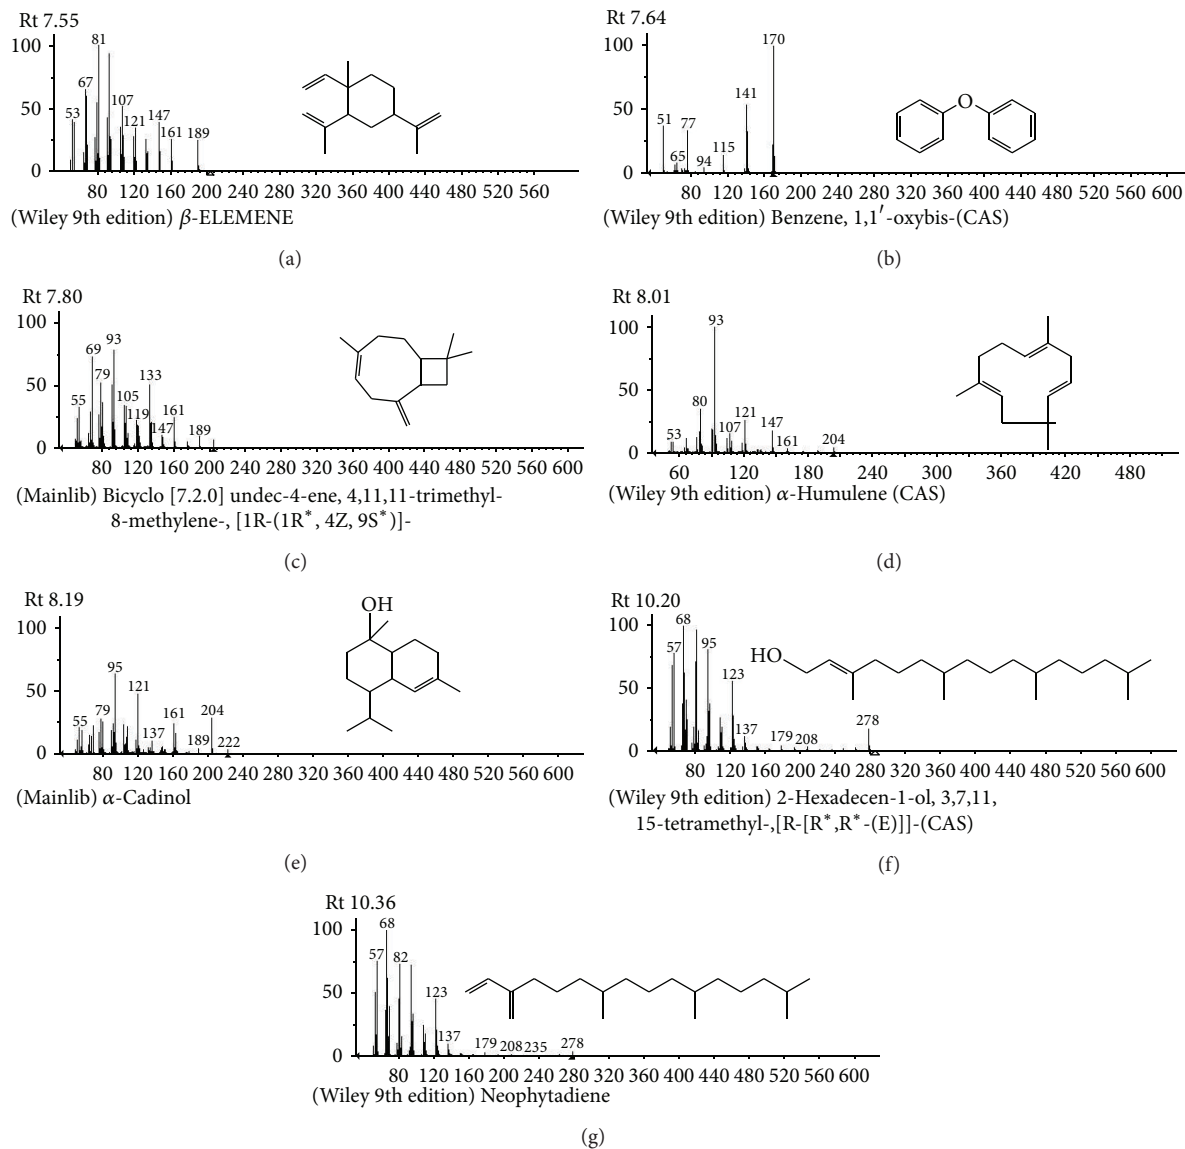 Rt 7.55
100
50
0
53
67
81
107
121
147
161
189
80 120 160 200 240 280 320 360 400 440 480 520 560
(Wiley 9th edition) β-ELEMENE
(a)
Rt 7.64
100
50
0
51
65
77
94
115
141
170
O
80 120 160 200 240 280 320 360 400 440 480 520 560 600
(Wiley 9th edition) Benzene, 1,1′-oxybis-(CAS)
(b)
Rt 7.80
100
50
0
55
69
79
93
105
119
133
147
161
189
80 120 160 200 240 280 320 360 400 440 480 520 560 600
(Mainlib) Bicyclo [7.2.0] undec-4-ene, 4,11,11-trimethyl-
8-methylene-, [1R-(1R*, 4Z, 9S*)]-
(c)
Rt 8.01
100
50
0
53
80
93
107
121
147
161
204
60 120 180 240 300 360 420 480
(Wiley 9th edition) α-Humulene (CAS)
(d)
Rt 8.19
100
50
0
55
79
95
121
137
161
189
204
222
OH
80 120 160 200 240 280 320 360 400 440 480 520 560 600
(Mainlib) α-Cadinol
(e)
Rt 10.20
100
50
0
57
68
95
123
137
179
208
278
HO
80 120 160 200 240 280 320 360 400 440 480 520 560 600
(Wiley 9th edition) 2-Hexadecen-1-ol, 3,7,11,
15-tetramethyl-,[R-[R*,R*-(E)]]-(CAS)
(f)
Rt 10.36
100
50
0
57
68
82
123
137
179
208
235
278
80 120 160 200 240 280 320 360 400 440 480 520 560 600
(Wiley 9th edition) Neophytadiene
(g)